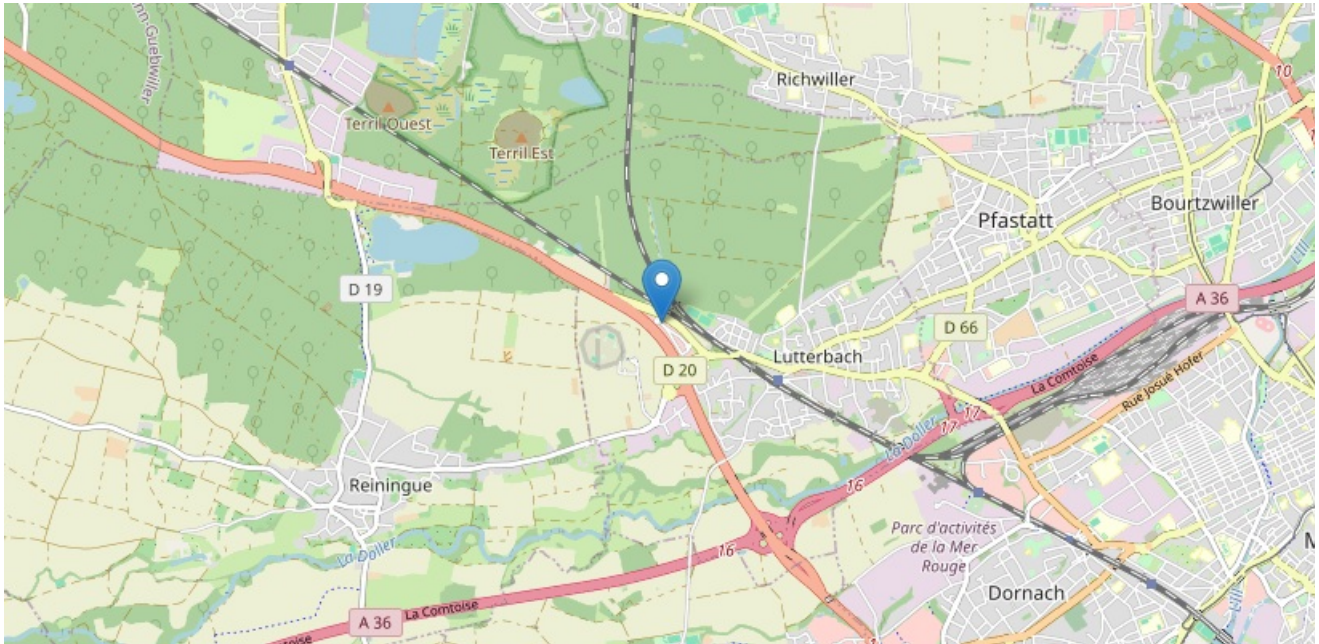 Richwiller
10
Terril Ouest
Terril Est
Pfastatt
Bourtzwiller
L'Ill
D 19
A 36
D 66
Lutterbach
La Comtoise
D 20
Rue Josué Hofer
17
17
La Doller
Reiningue
16
Parc d'activités
de la Mer
Rouge
La Doller
16
Dornach
A 36
La Comtoise